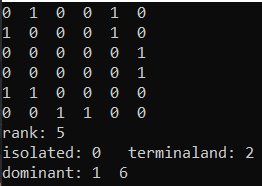 0 1 0 0 1 0
1 0 0 0 1 0
0 0 0 0 0 1
0 0 0 0 0 1
1 1 0 0 0 0
0 0 1 1 0 0
rank: 5
isolated: 0 terminaland: 2
dominant: 1 6